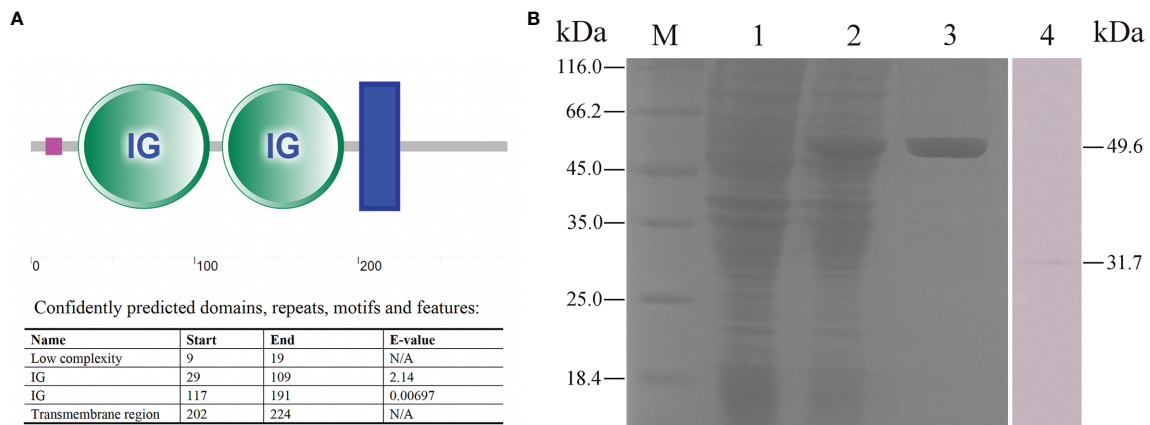 A
IG IG
0 100 200
Confidently predicted domains, repeats, motifs and features:
Name Start End E-value
Low complexity 9 19 N/A
IG 29 109 2.14
IG 117 191 0.00697
Transmembrane region 202 224 N/A
B
kDa M 1 2 3 4 kDa
116.0
66.2
49.6
45.0
35.0
31.7
25.0
18.4